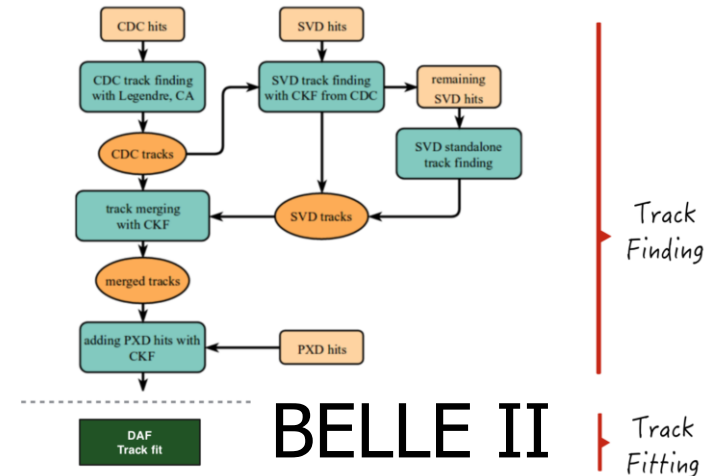 CDC hits
SVD hits
CDC track finding
with Legendre, CA
SVD track finding
with CKF from CDC
remaining
SVD hits
CDC tracks
SVD standalone
track finding
track merging
with CKF
SVD tracks
Track
Finding
merged tracks
adding PXD hits with
CKF
PXD hits
DAF
Track fit
BELLE II
Track
Fitting